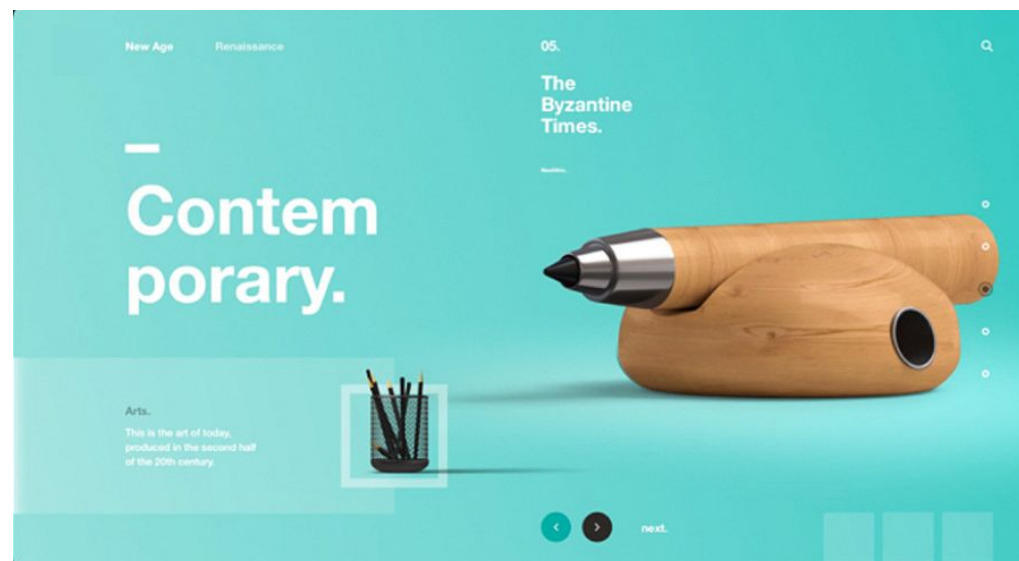 New Age
Renaissance
05.
The
Byzantine
Times.
Contem
porary.
Arts.
This is the art of today,
produced in the second half
of the 20th century.
next.